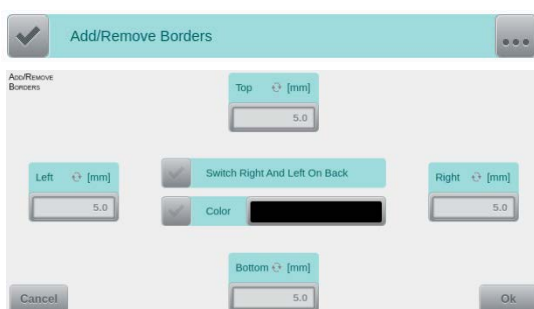 Add/Remove Borders
...
ADD/REMOVE
BORDERS
Top [mm]
5.0
Left [mm]
5.0
Switch Right And Left On Back
Color
Right [mm]
5.0
Bottom [mm]
5.0
Cancel
Ok